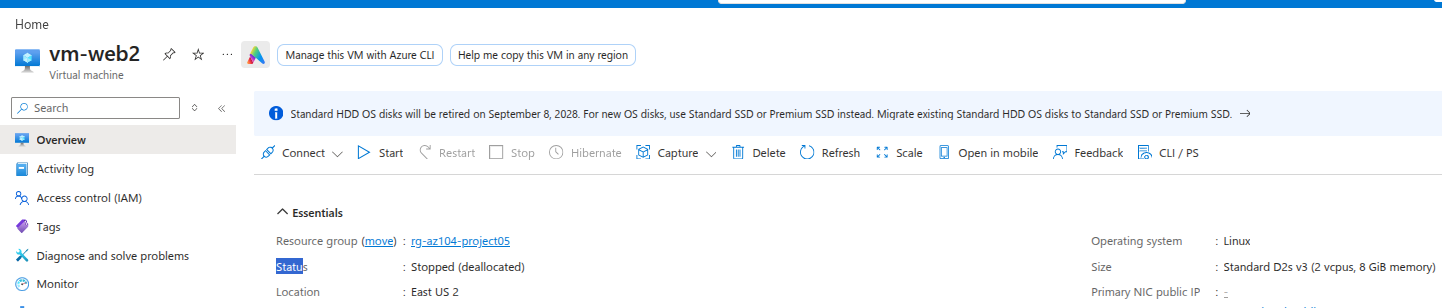 Home
vm-web2
Virtual machine
Manage this VM with Azure CLI
Help me copy this VM in any region
Search
Standard HDD OS disks will be retired on September 8, 2028. For new OS disks, use Standard SSD or Premium SSD instead. Migrate existing Standard HDD OS disks to Standard SSD or Premium SSD.
Connect Start Restart Stop Hibernate Capture Delete Refresh Scale Open in mobile Feedback CLI / PS
Overview
Activity log
Access control (IAM)
Tags
Diagnose and solve problems
Monitor
Essentials
Resource group (move) : rg-az104-project05
Status : Stopped (deallocated)
Location : East US 2
Operating system : Linux
Size : Standard D2s v3 (2 vcpus, 8 GiB memory)
Primary NIC public IP : -